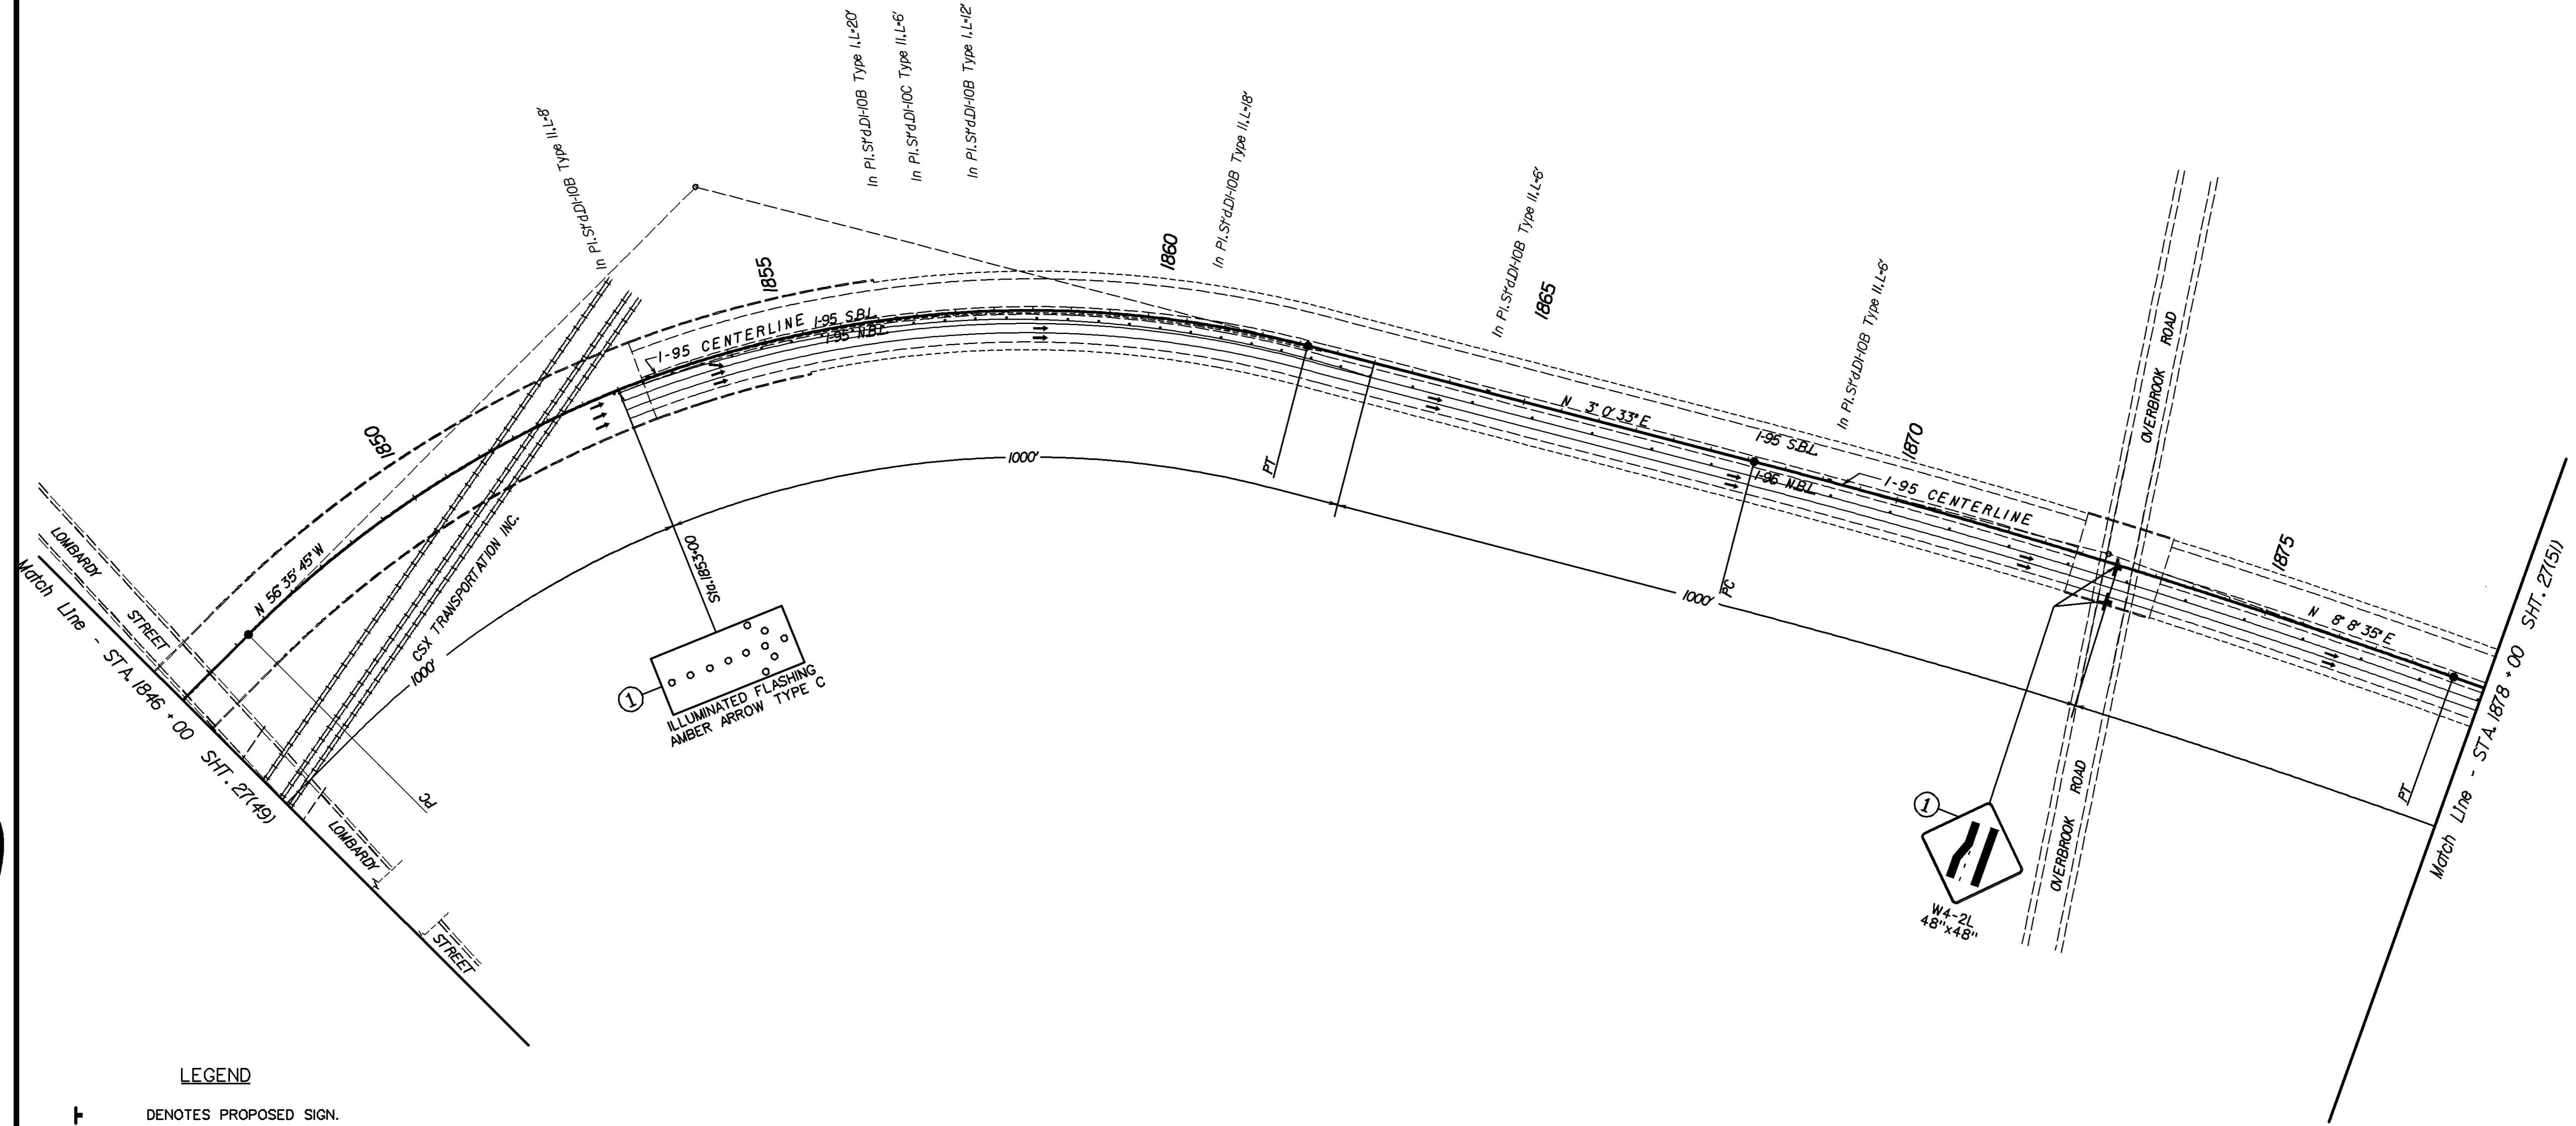 In Pl.St'd.DI-10B Type II,L=8'
In Pl.St'd.DI-10B Type I,L=20'
In Pl.St'd.DI-10C Type II,L=6'
In Pl.St'd.DI-10B Type I,L=12'
In Pl.St'd.DI-10B Type II,L=18'
In Pl.St'd.DI-10B Type II,L=6'
In Pl.St'd.DI-10B Type II,L=6'
1850
1855
1860
1865
1870
1875
I-95 CENTERLINE
I-95 S.B.L.
I-95 N.B.L.
N 3° 0' 33" E
I-95 S.B.L.
I-95 N.B.L.
I-95 CENTERLINE
OVERBROOK ROAD
N 8° 8' 35" E
N 56° 35' 45" W
LOMBARDY
STREET
Match Line - STA. 1846 + 00 SHT. 27(49)
CSX TRANSPORTATION INC.
1000'
1000'
1000'
PT
PC
PC
PT
Sta.1853+00
1
ILLUMINATED FLASHING
AMBER ARROW TYPE C
1
W4-2L
48"x48"
OVERBROOK ROAD
Match Line - STA. 1878 + 00 SHT. 27(51)
LOMBARDY
STREET
LEGEND
DENOTES PROPOSED SIGN.